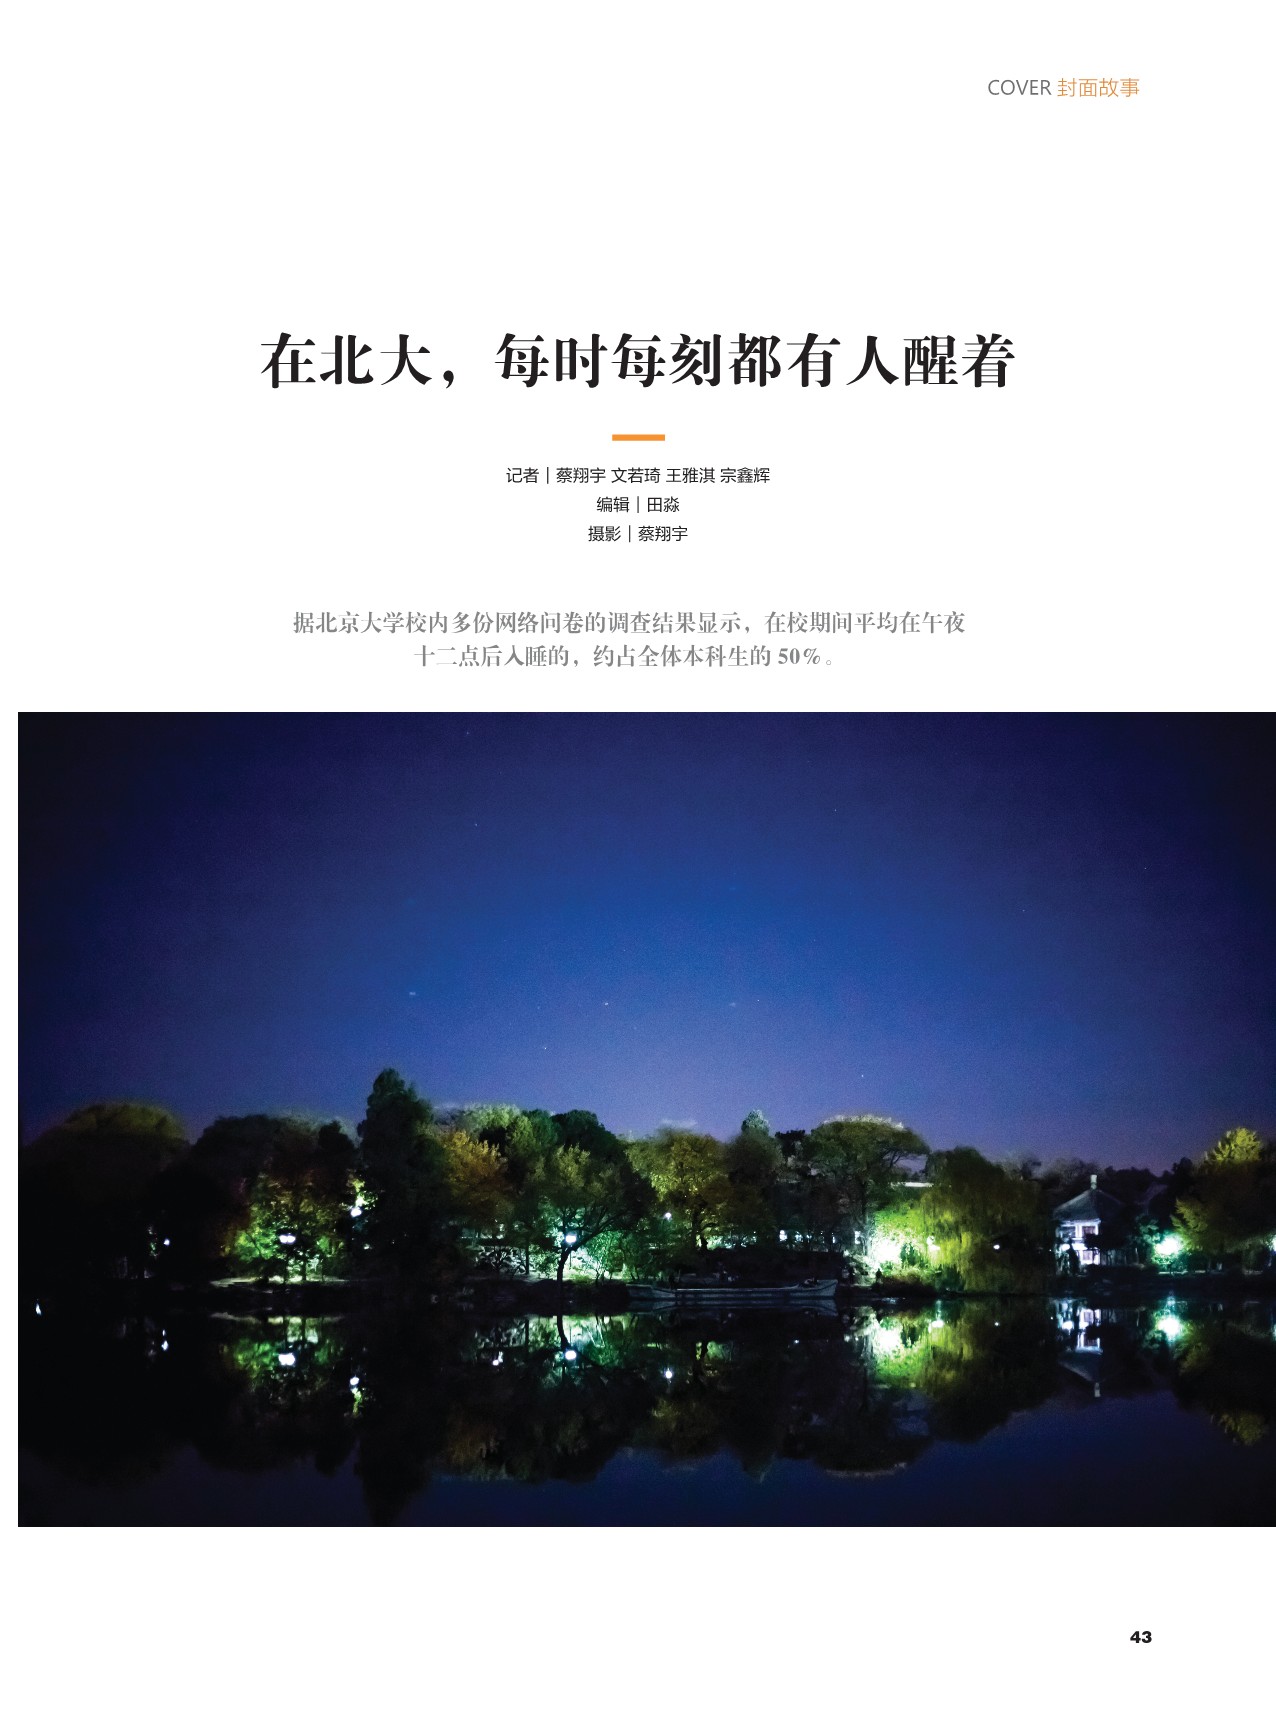 COVER 封面故事
在北大，每时每刻都有人醒着
记者｜蔡翔宇 文若琦 王雅淇 宗鑫辉
编辑｜田淼
摄影｜蔡翔宇
据北京大学校内多份网络问卷的调查结果显示，在校期间平均在午夜
十二点后入睡的，约占全体本科生的 50%。
43